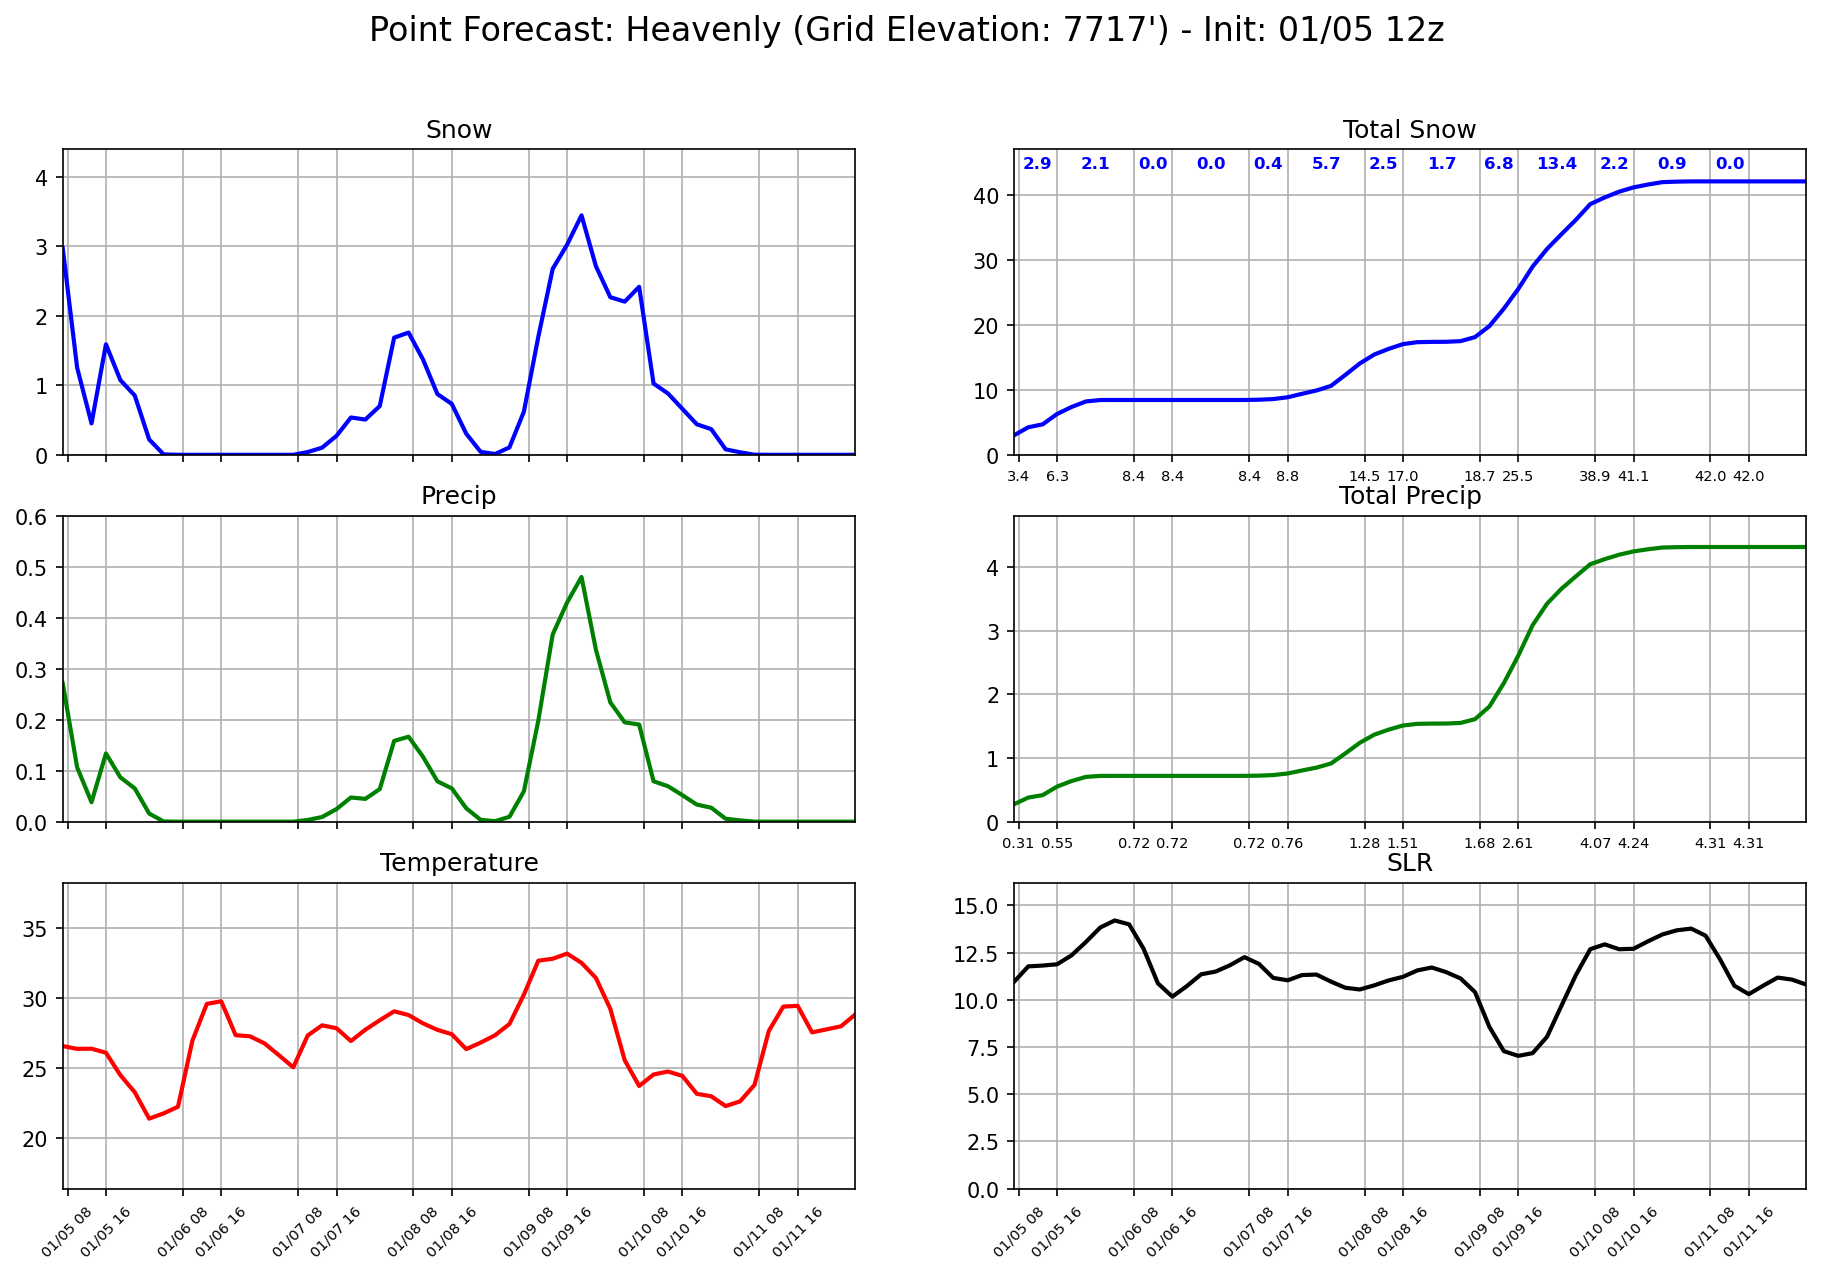 Point Forecast: Heavenly (Grid Elevation: 7717') - Init: 01/05 12z
Snow
4
3
2
1
0
Total Snow
2.9 2.1 0.0 0.0 0.4 5.7 2.5 1.7 6.8 13.4 2.2 0.9 0.0
40
30
20
10
0
3.4 6.3 8.4 8.4 8.4 8.8 14.5 17.0 18.7 25.5 38.9 41.1 42.0 42.0
Precip
0.6
0.5
0.4
0.3
0.2
0.1
0.0
Total Precip
4
3
2
1
0
0.31 0.55 0.72 0.72 0.72 0.76 1.28 1.51 1.68 2.61 4.07 4.24 4.31 4.31
Temperature
35
30
25
20
01/05 08 01/05 16 01/06 08 01/06 16 01/07 08 01/07 16 01/08 08 01/08 16 01/09 08 01/09 16 01/10 08 01/10 16 01/11 08 01/11 16
SLR
15.0
12.5
10.0
7.5
5.0
2.5
0.0
01/05 08 01/05 16 01/06 08 01/06 16 01/07 08 01/07 16 01/08 08 01/08 16 01/09 08 01/09 16 01/10 08 01/10 16 01/11 08 01/11 16